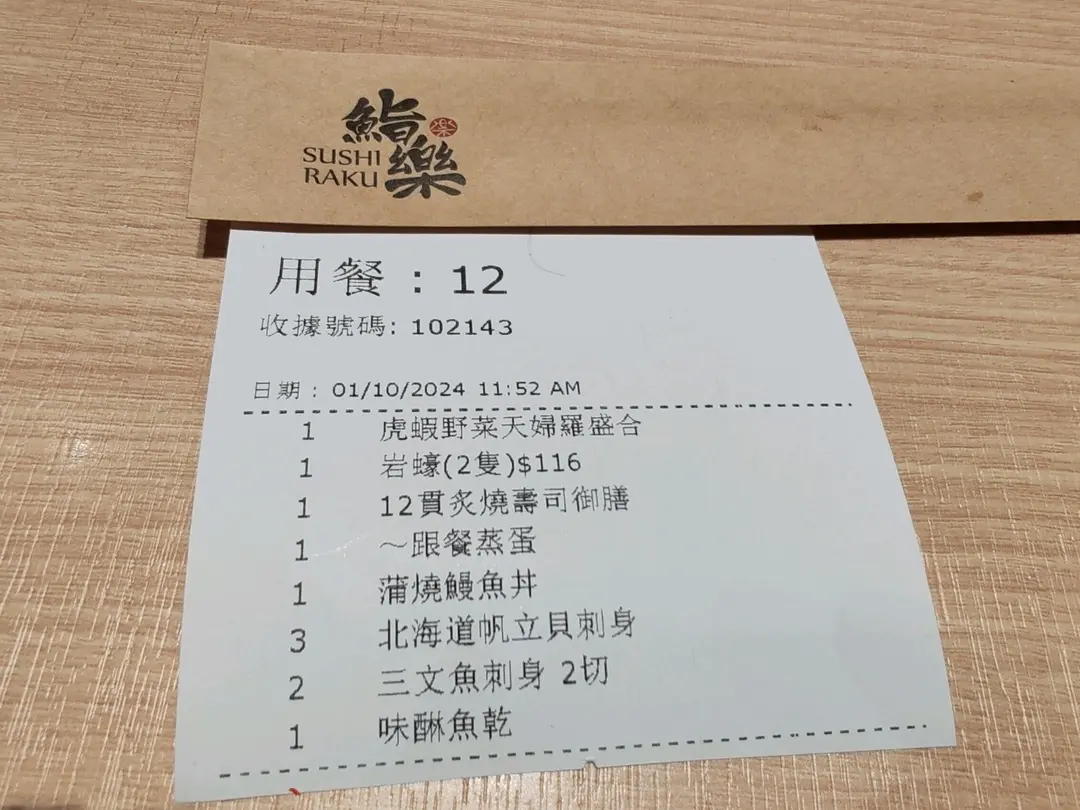 鮨樂
樂
SUSHI
RAKU
用餐 : 12
收據號碼: 102143
日期 : 01/10/2024 11:52 AM
1 虎蝦野菜天婦羅盛合
1 岩蠔(2隻)$116
1 12貫炙燒壽司御膳
1 ～跟餐蒸蛋
1 蒲燒鰻魚丼
3 北海道帆立貝刺身
2 三文魚刺身 2切
1 味醂魚乾